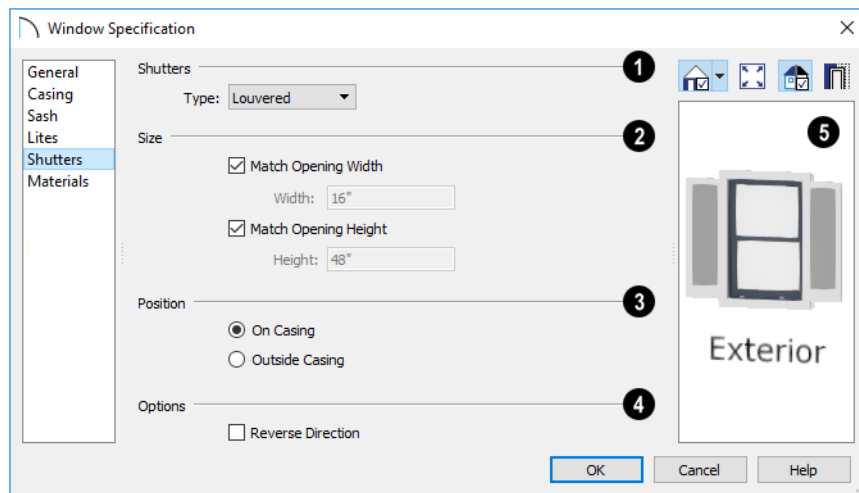 Window Specification
General
Casing
Sash
Lites
Shutters
Materials
Shutters
1
Type: Louvered
Size
2
Match Opening Width
Width: 16"
Match Opening Height
Height: 48"
Position
3
On Casing
Outside Casing
Options
4
Reverse Direction
5
Exterior
OK Cancel Help